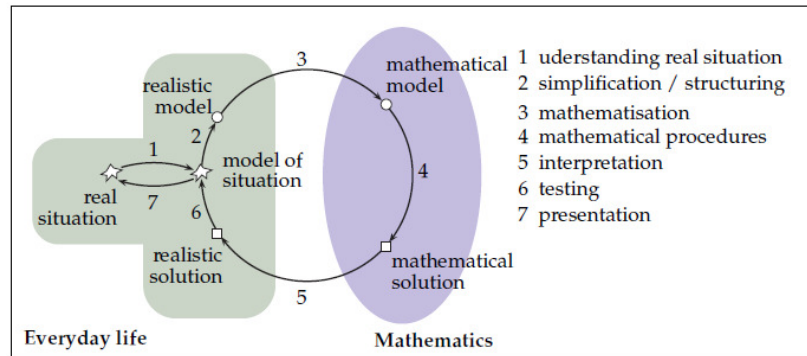 3
mathematical
model
realistic
model
2
1
model of
situation
real
situation
7
6
4
realistic
solution
mathematical
solution
5
Everyday life
Mathematics
1 uderstanding real situation
2 simplification / structuring
3 mathematisation
4 mathematical procedures
5 interpretation
6 testing
7 presentation